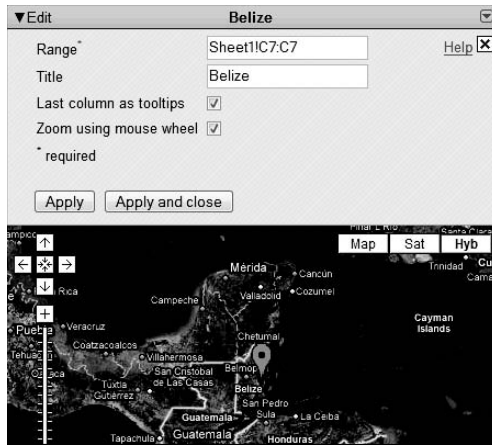 ▼Edit Belize
Range* Sheet1!C7:C7 Help
Title Belize
Last column as tooltips
Zoom using mouse wheel
* required
Apply Apply and close
Map Sat Hyb
Mérida
Cancún
Trinidad
Valladolid Cozumel
Campeche
Rica
Cayman
Islands
Veracruz
Coatzacoalcos
Chetumal
Villahermosa
Belmop
San Cristobal
de Las Casas
Tuxtla
Gutiérrez
Belize
San Pedro
Sula
La Ceiba
Guatemala
Tapachula
Guatemala
Honduras